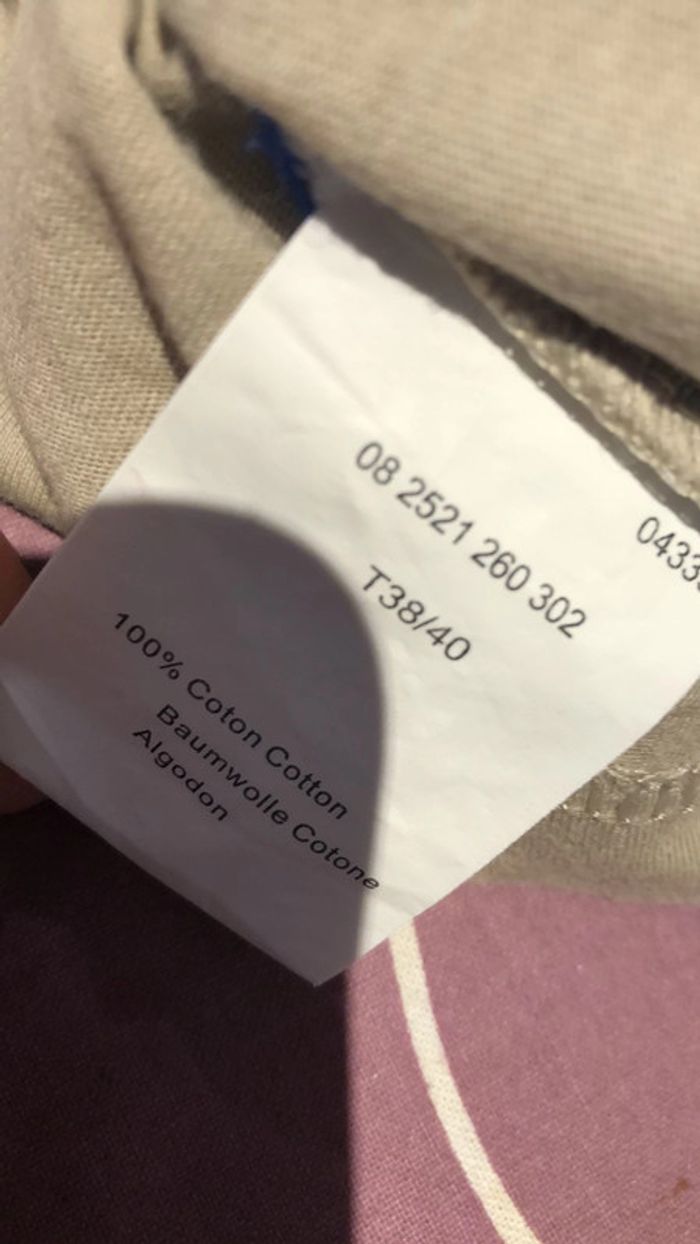 08 2521 260 302
T38/40
100% Coton Cotton
Baumwolle Cotone
Algodon